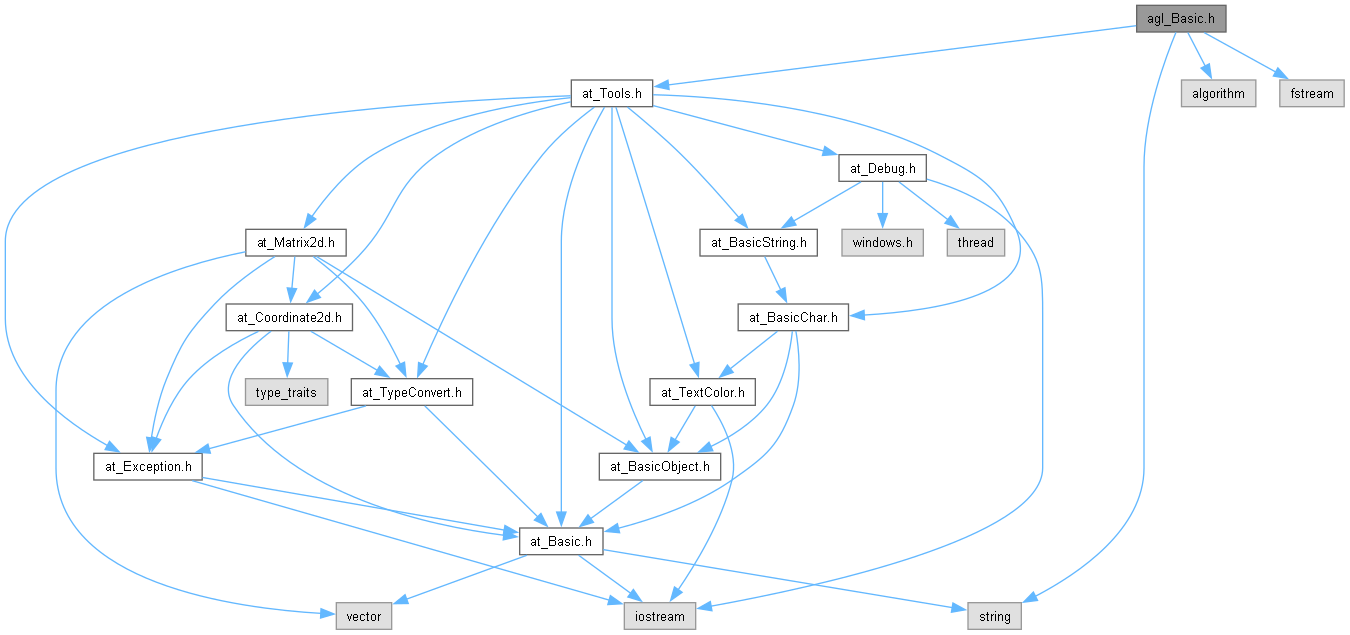 agl_Basic.h
at_Tools.h
algorithm
fstream
at_Debug.h
at_Matrix2d.h
at_BasicString.h
windows.h
thread
at_Coordinate2d.h
at_BasicChar.h
type_traits
at_TypeConvert.h
at_TextColor.h
at_Exception.h
at_BasicObject.h
at_Basic.h
vector
iostream
string